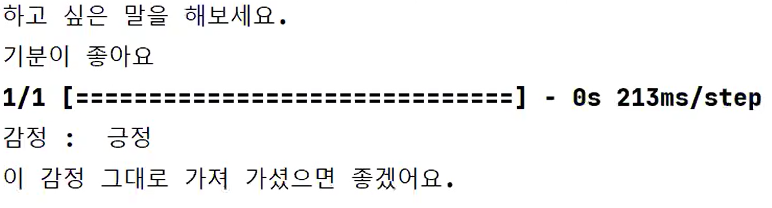 하고 싶은 말을 해보세요.
기분이 좋아요
1/1 [==============================] - 0s 213ms/step
감정 :  긍정
이 감정 그대로 가져 가셨으면 좋겠어요.